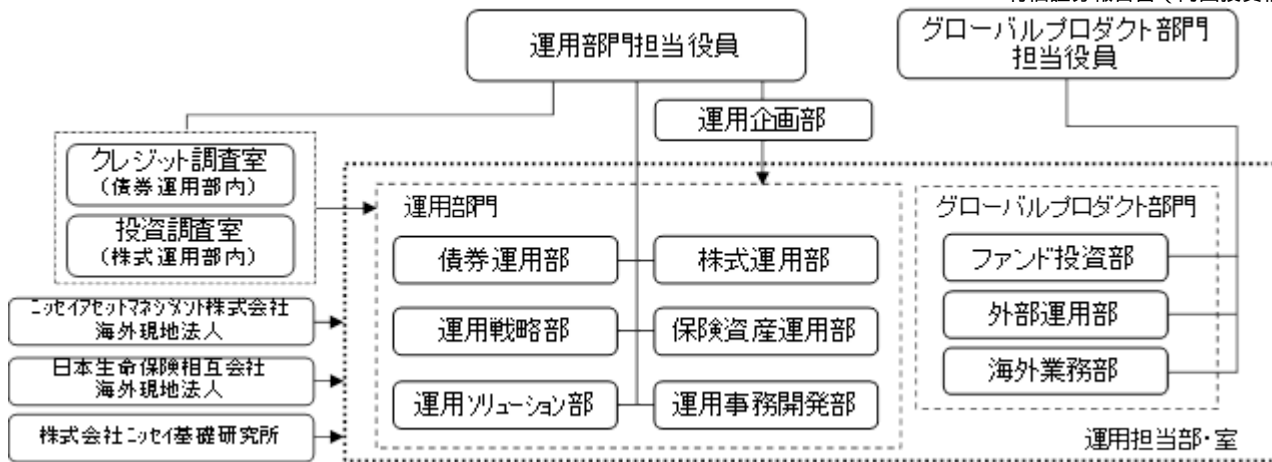 運用部門担当役員
グローバルプロダクト部門
担当役員
運用企画部
クレジット調査室
(債券運用部内)
投資調査室
(株式運用部内)
運用部門
債券運用部
株式運用部
運用戦略部
保険資産運用部
運用ソリューション部
運用事務開発部
グローバルプロダクト部門
ファンド投資部
外部運用部
海外業務部
ニッセイアセットマネジメント株式会社
海外現地法人
日本生命保険相互会社
海外現地法人
株式会社ニッセイ基礎研究所
運用担当部・室